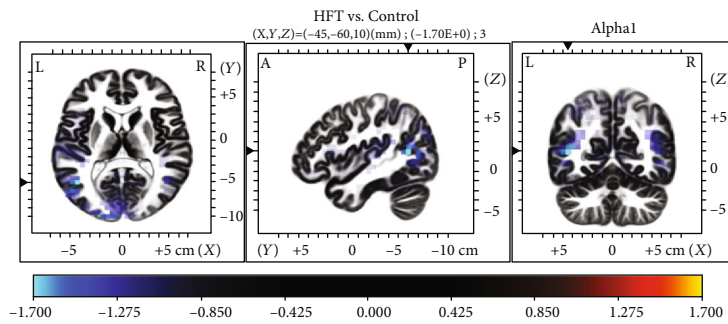 HFT vs. Control
(X,Y,Z)=(−45,−60,10)(mm) ; (−1.70E+0) ; 3
Alpha1
L R (Y)
A P (Z)
L R (Z)
+5 0 −5 −10
+5 0 −5
+5 0 −5
−5 0 +5 cm (X)
(Y) +5 0 −5 −10 cm
+5 0 +5 cm (X)
−1.700 −1.275 −0.850 −0.425 0.000 0.425 0.850 1.275 1.700